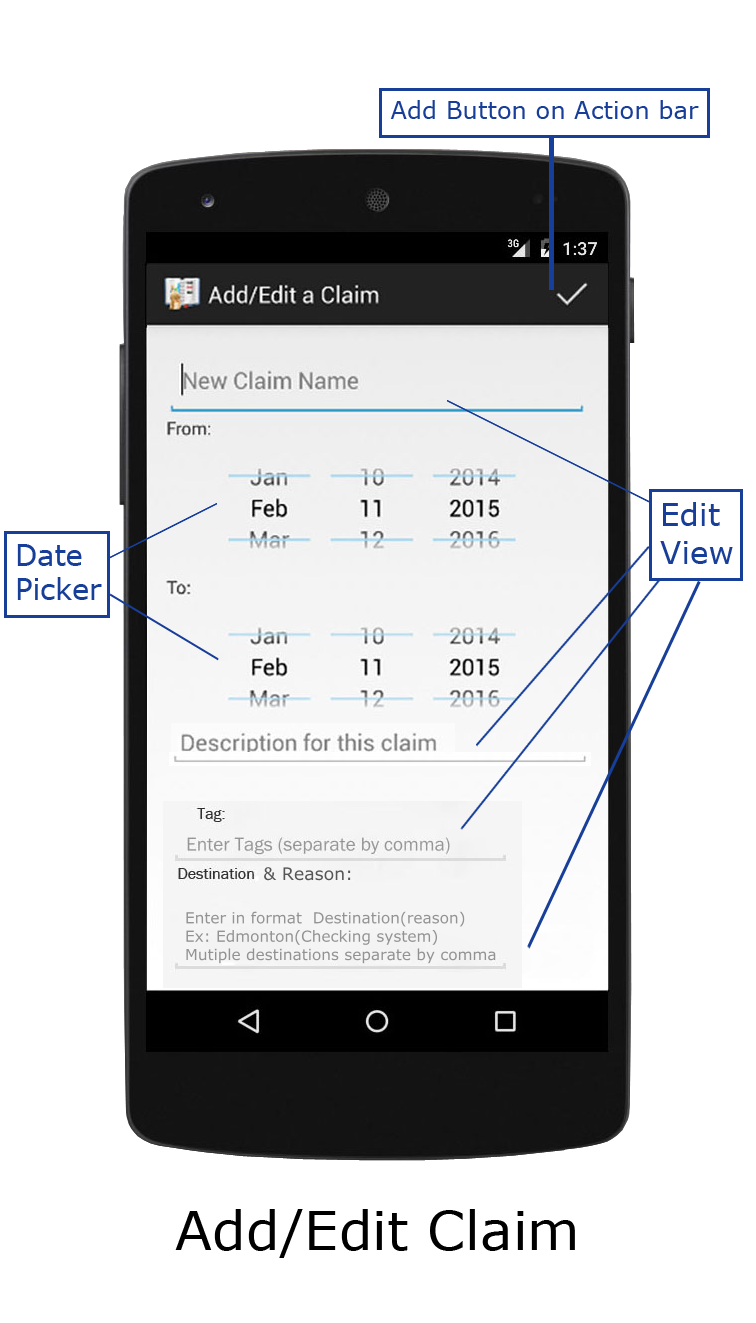 Add Button on Action bar
3G 1:37
Add/Edit a Claim
New Claim Name
From:
Jan 10 2014
Feb 11 2015
Mar 12 2016
Edit
View
Date
Picker
To:
Jan 10 2014
Feb 11 2015
Mar 12 2016
Description for this claim
Tag:
Enter Tags (separate by comma)
Destination & Reason:
Enter in format Destination(reason)
Ex: Edmonton(Checking system)
Mutiple destinations separate by comma
Add/Edit Claim